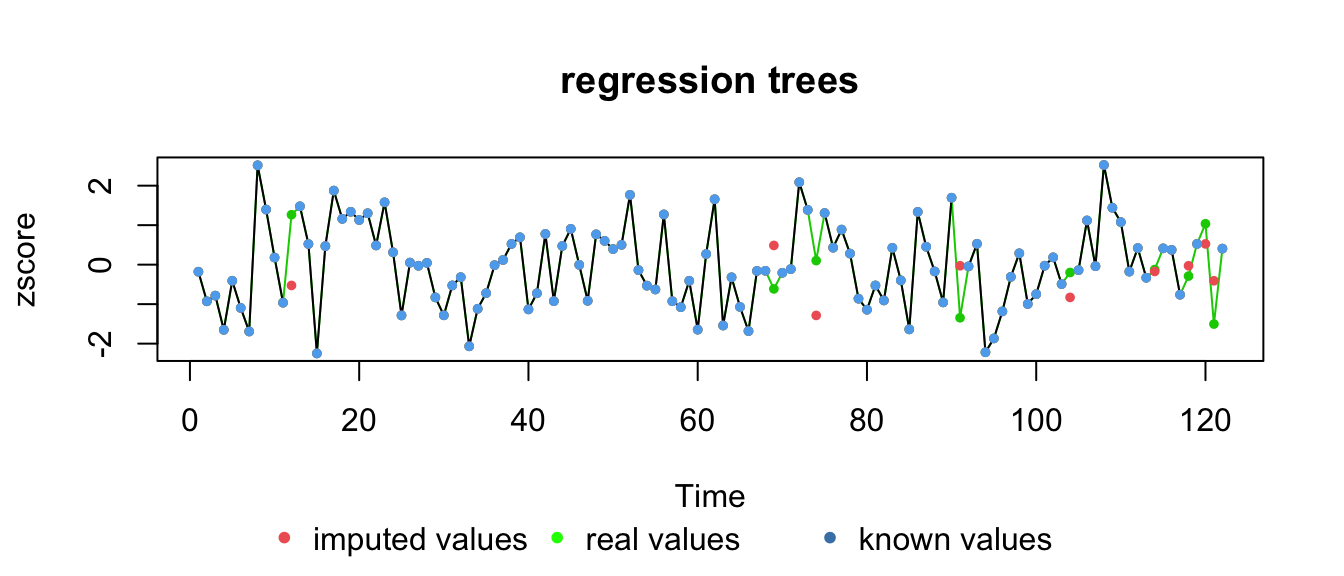 regression trees
zscore
2
0
-2
0 20 40 60 80 100 120
Time
imputed values real values known values